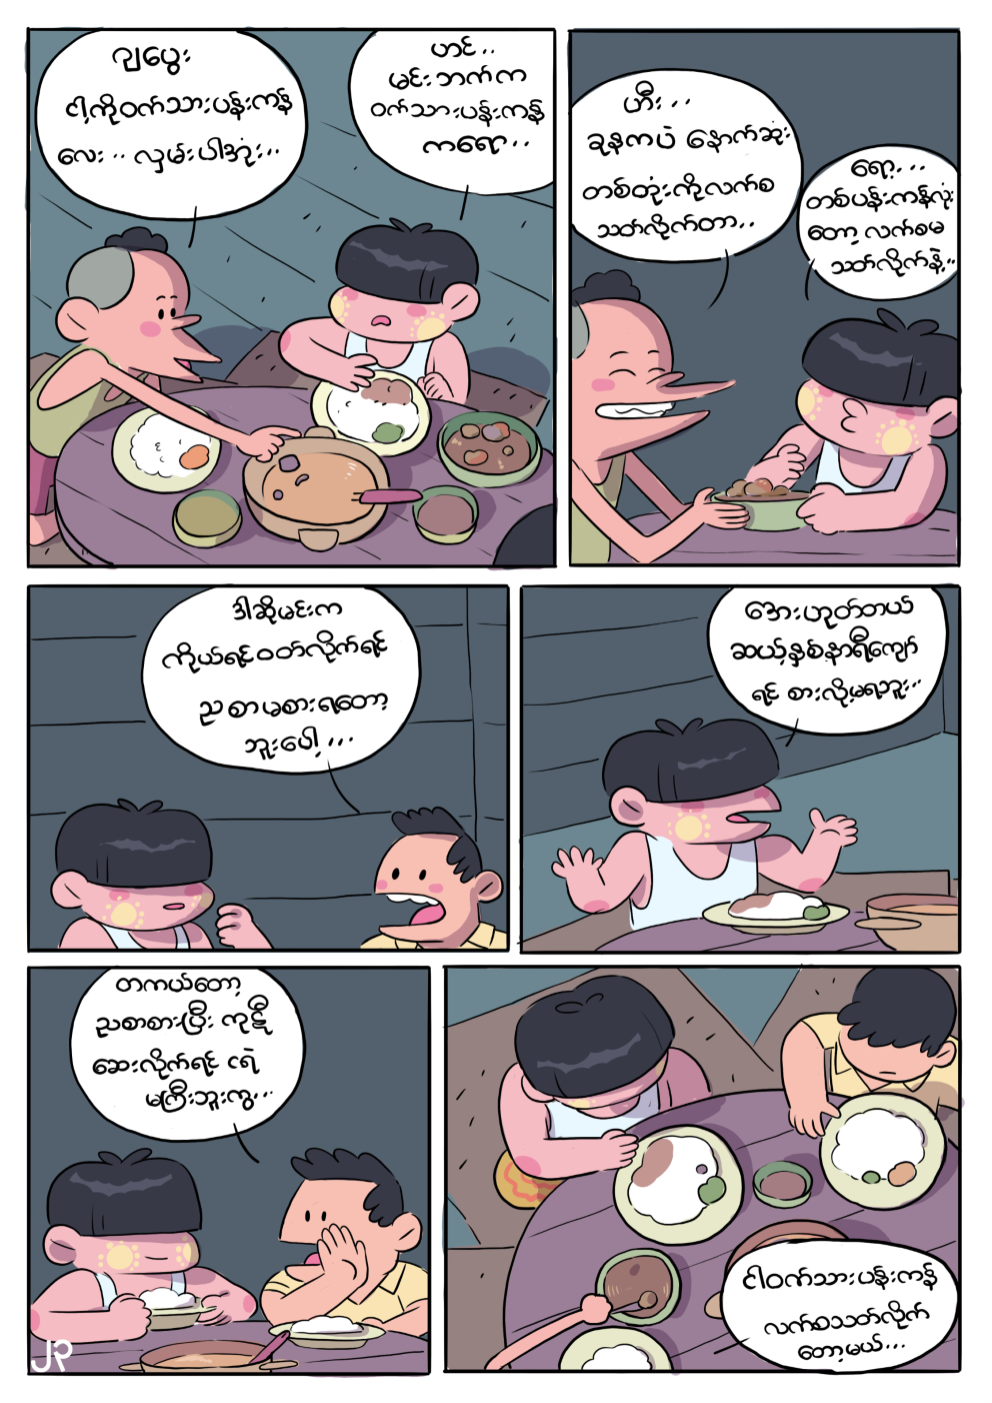 ဂျပွေး
ငါ့ကိုဝက်သားပန်းကန်
လေး.. လှမ်းပါအုံး...
ဟင်..
မင်းဘက်က
ဝက်သားပန်းကန်
ကရော..
ဟီး..
ခုနကပဲ နောက်ဆုံး
တစ်တုံးကိုလက်စ
သတ်လိုက်တာ..
ရော့...
တစ်ပန်းကန်လုံး
တော့ လက်စမ
သတ်လိုက်နဲ့..
ဒါဆိုမင်းက
ကိုယ်ရင်ဝတ်လိုက်ရင်
ညစာမစားရတော့
ဘူးပေါ့...
အေးဟုတ်တယ်
ဆယ့်နှစ်နာရီကျော်
ရင် စားလို့မရဘူး...
တကယ်တော့
ညစာစားပြီး ကုဋီ
ဆေးလိုက်ရင် ငရဲ
မကြီးဘူးကွ...
ငါဝက်သားပန်းကန်
လက်စသတ်လိုက်
တော့မယ်...
JP